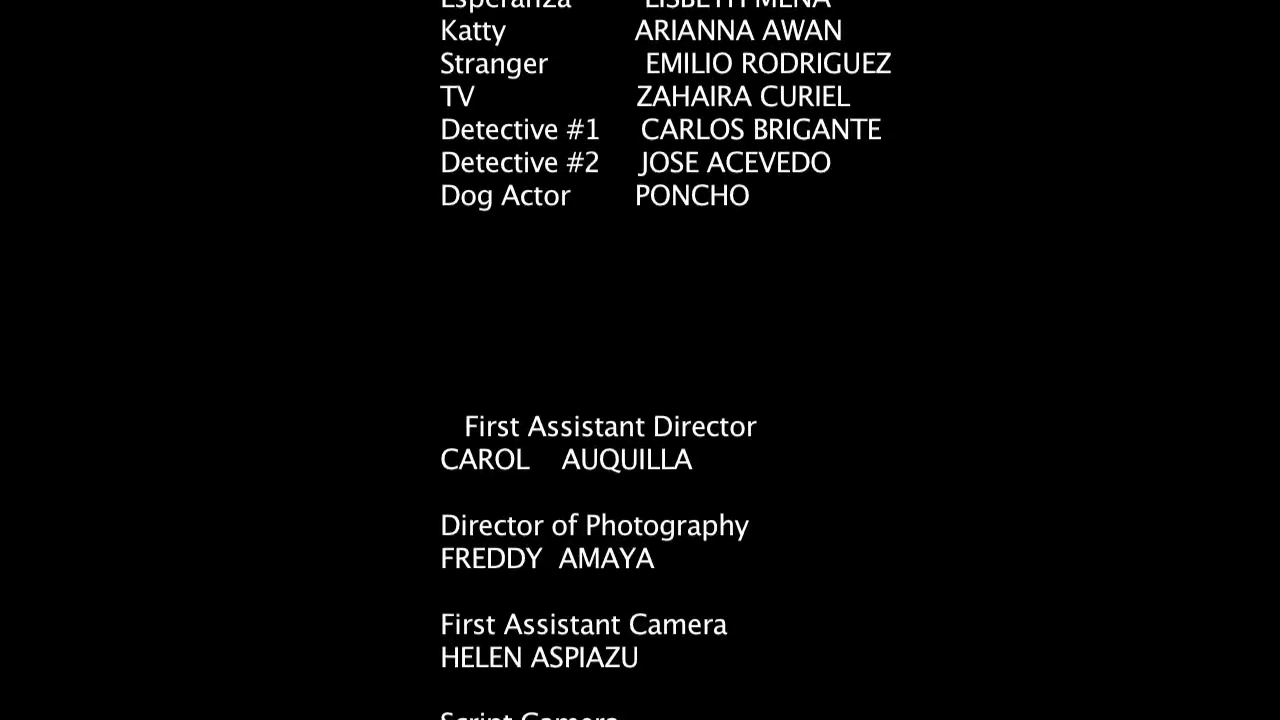 Esperanza LISBETH MENA
Katty ARIANNA AWAN
Stranger EMILIO RODRIGUEZ
TV ZAHAIRA CURIEL
Detective #1 CARLOS BRIGANTE
Detective #2 JOSE ACEVEDO
Dog Actor PONCHO
First Assistant Director
CAROL AUQUILLA
Director of Photography
FREDDY AMAYA
First Assistant Camera
HELEN ASPIAZU
Script Camera